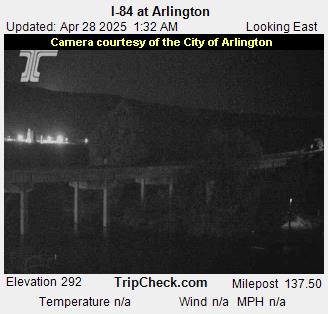 I-84 at Arlington
Updated: Apr 28 2025 1:32 AM Looking East
Camera courtesy of the City of Arlington
Elevation 292 TripCheck.com Milepost 137.50
Temperature n/a Wind n/a MPH n/a